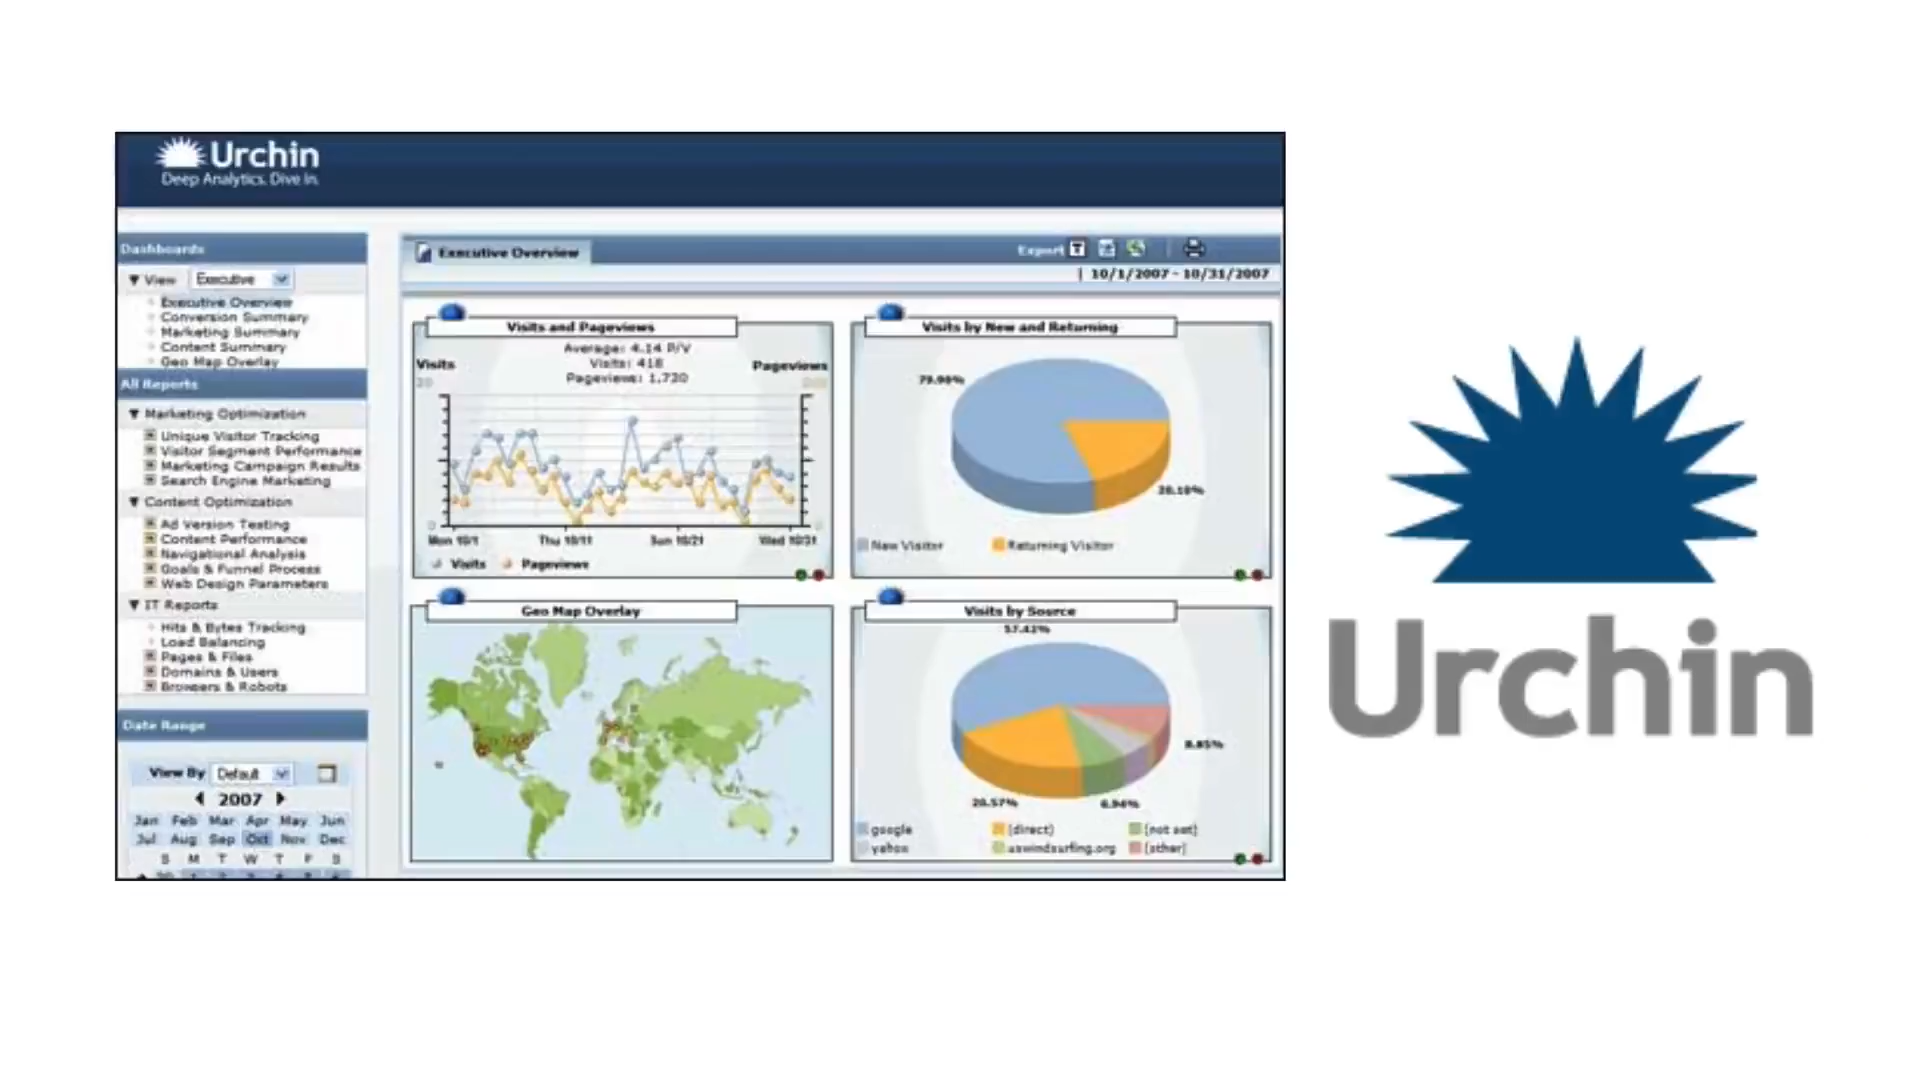 Urchin
Deep Analytics. Dive In.
Dashboards
View Executive
Executive Overview
Conversion Summary
Marketing Summary
Content Summary
Geo Map Overlay
All Reports
Marketing Optimization
Unique Visitor Tracking
Visitor Segment Performance
Marketing Campaign Results
Search Engine Marketing
Content Optimization
Ad Version Testing
Content Performance
Navigational Analysis
Goals & Funnel Process
Web Design Parameters
IT Reports
Hits & Bytes Tracking
Load Balancing
Pages & Files
Domains & Users
Browsers & Robots
Date Range
View By Default
2007
Jan Feb Mar Apr May Jun
Jul Aug Sep Oct Nov Dec
S M T W T F S
Executive Overview
Export
10/1/2007 - 10/31/2007
Visits and Pageviews
Average: 4.14 P/V
Visits: 418
Pageviews: 1,730
Visits
Pageviews
20
0
0
Mon 10/1 Thu 10/11 Sun 10/21 Wed 10/31
Visits Pageviews
Visits by New and Returning
20.10%
New Visitor Returning Visitor
Geo Map Overlay
Visits by Source
57.42%
8.85%
20.57%
6.94%
google (direct) (not set)
yahoo uswindsurfing.org (other)
Urchin